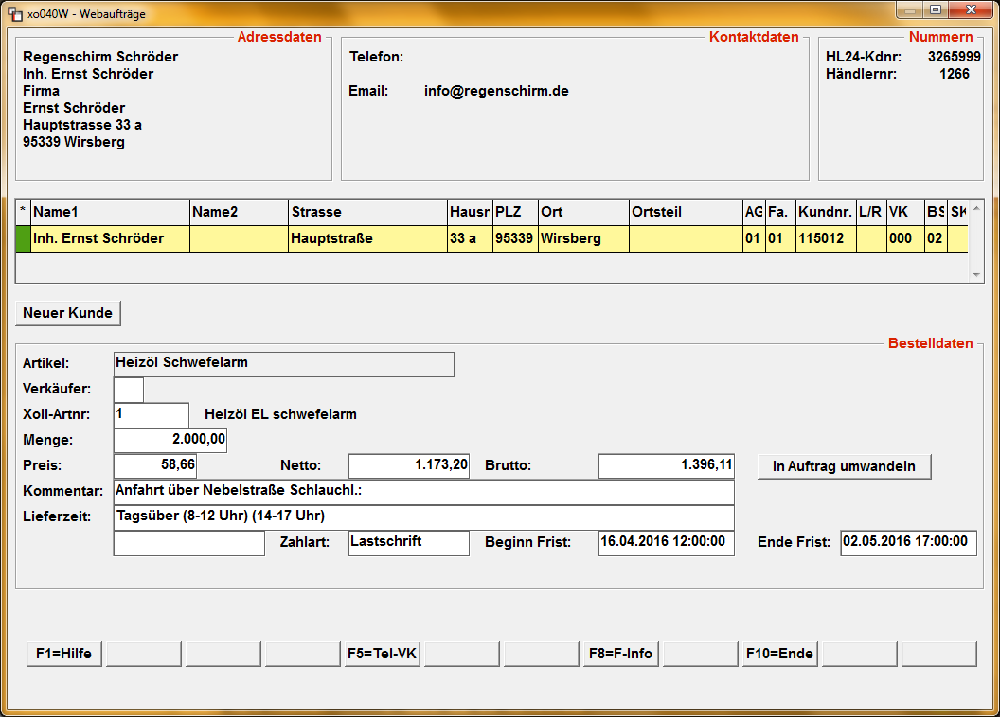 xo040W - Webaufträge
Adressdaten
Regenschirm Schröder
Inh. Ernst Schröder
Firma
Ernst Schröder
Hauptstrasse 33 a
95339 Wirsberg
Kontaktdaten
Telefon:
Email: info@regenschirm.de
Nummern
HL24-Kdnr: 3265999
Händlernr: 1266
* Name1 Name2 Strasse Hausr PLZ Ort Ortsteil AG Fa. Kundnr. L/R VK BS SK
Inh. Ernst Schröder Hauptstraße 33 a 95339 Wirsberg 01 01 115012 000 02
Neuer Kunde
Bestelldaten
Artikel: Heizöl Schwefelarm
Verkäufer:
Xoil-Artnr: 1 Heizöl EL schwefelarm
Menge: 2.000,00
Preis: 58,66 Netto: 1.173,20 Brutto: 1.396,11 In Auftrag umwandeln
Kommentar: Anfahrt über Nebelstraße Schlauchl.:
Lieferzeit: Tagsüber (8-12 Uhr) (14-17 Uhr)
Zahlart: Lastschrift Beginn Frist: 16.04.2016 12:00:00 Ende Frist: 02.05.2016 17:00:00
F1=Hilfe F5=Tel-VK F8=F-Info F10=Ende